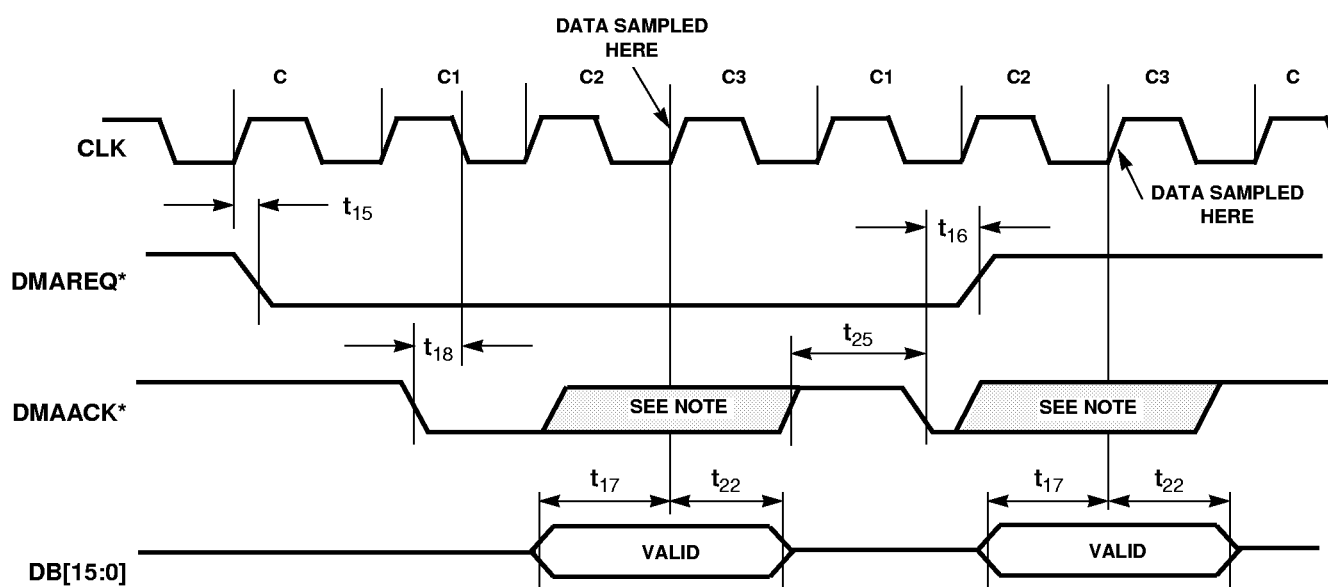 DATA SAMPLED
HERE
C C1 C2 C3 C1 C2 C3 C
CLK
DATA SAMPLED
HERE
t15
t16
DMAREQ*
t18
t25
DMAACK*
SEE NOTE
SEE NOTE
t17 t22 t17 t22
VALID
VALID
DB[15:0]